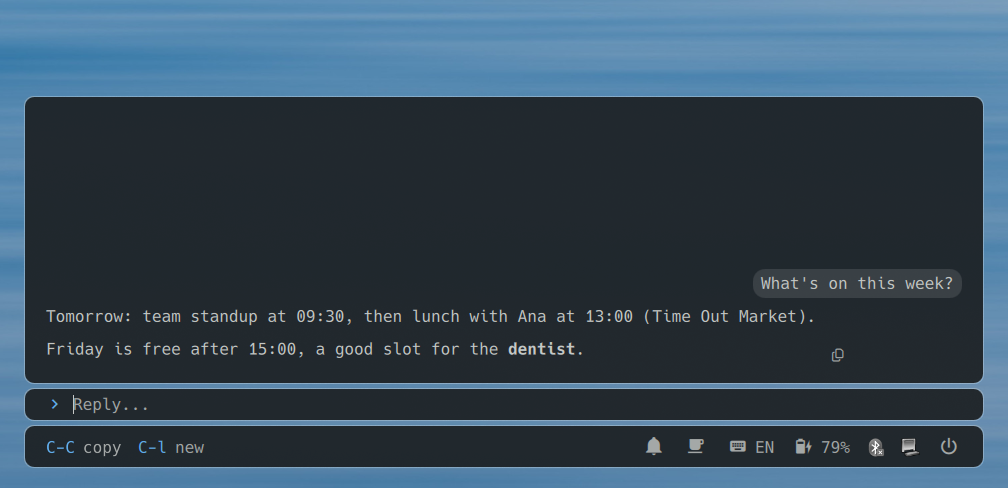 What's on this week?
Tomorrow: team standup at 09:30, then lunch with Ana at 13:00 (Time Out Market).
Friday is free after 15:00, a good slot for the dentist.
> Reply...
C-C copy C-l new EN 79%